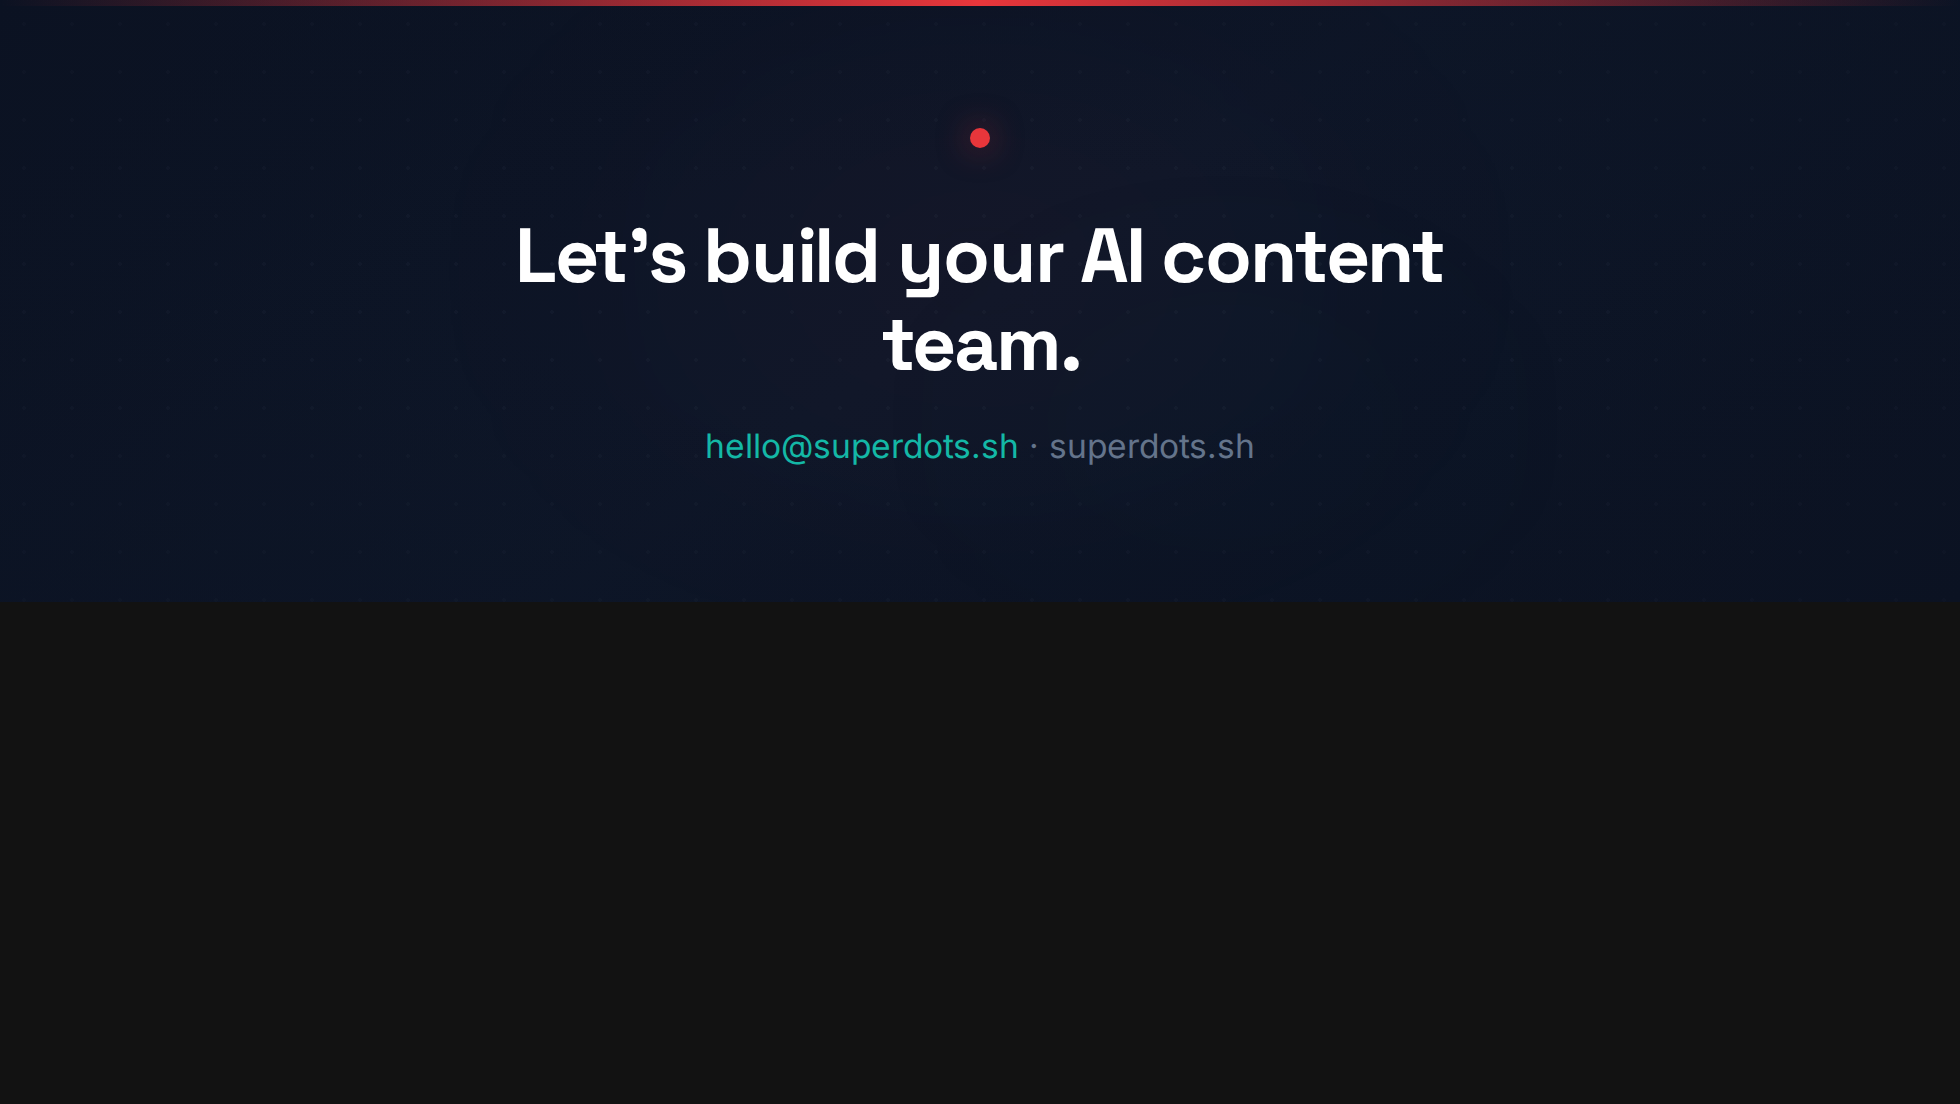 Let’s build your AI content
team.
hello@superdots.sh · superdots.sh